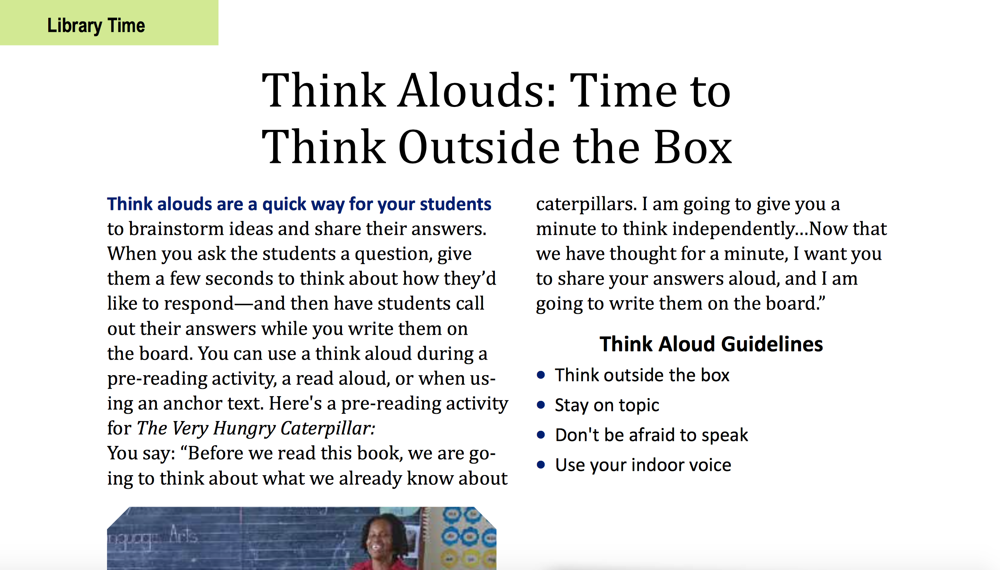 Library Time
Think Alouds: Time to
Think Outside the Box
Think alouds are a quick way for your students
to brainstorm ideas and share their answers.
When you ask the students a question, give
them a few seconds to think about how they’d
like to respond—and then have students call
out their answers while you write them on
the board. You can use a think aloud during a
pre-reading activity, a read aloud, or when us-
ing an anchor text. Here's a pre-reading activity
for The Very Hungry Caterpillar:
You say: “Before we read this book, we are go-
ing to think about what we already know about
caterpillars. I am going to give you a
minute to think independently...Now that
we have thought for a minute, I want you
to share your answers aloud, and I am
going to write them on the board.”
Think Aloud Guidelines
• Think outside the box
• Stay on topic
• Don't be afraid to speak
• Use your indoor voice
Arts